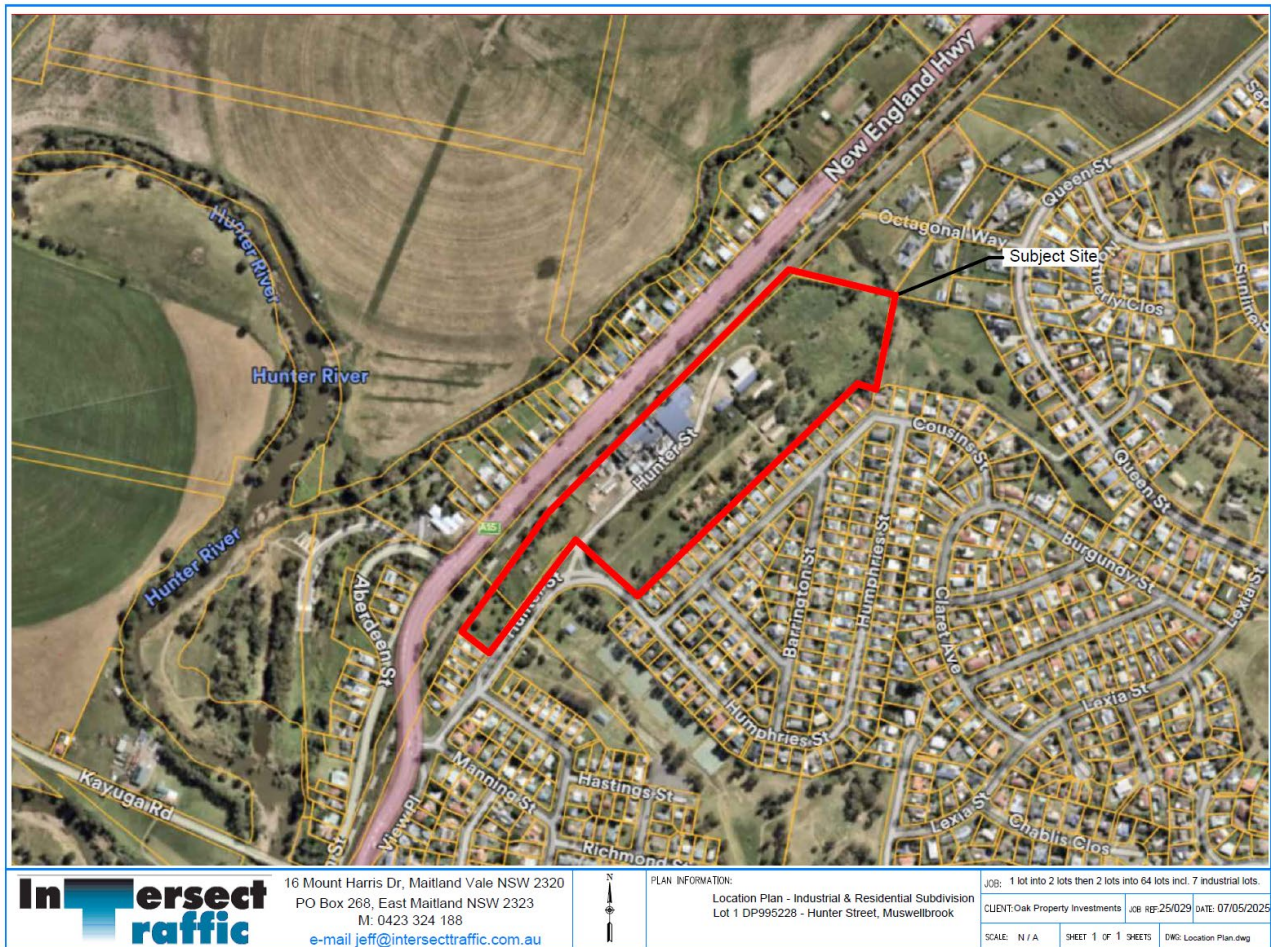 New England Hwy
Queen St
Octagonal Way
Subject Site
Sunline S
Hunter River
Hunter River
Hunter River
Hunter St
Cousins St
Queen St
A15
Burgundy St
Humphries St
Barrington St
Claret Ave
Lexia St
Aberdeen St
Hunter St
Lexia St
Humphries St
Manning St
Hastings St
Kayuga Rd
View Pl
Richmond St
Lexia St
Chablis Clos
InTersect
Traffic
16 Mount Harris Dr, Maitland Vale NSW 2320
PO Box 268, East Maitland NSW 2323
M: 0423 324 188
e-mail jeff@intersecttraffic.com.au
N
PLAN INFORMATION:
Location Plan - Industrial & Residential Subdivision
Lot 1 DP995228 - Hunter Street, Muswellbrook
JOB: 1 lot into 2 lots then 2 lots into 64 lots incl. 7 industrial lots.
CLIENT: Oak Property Investments JOB REF: 25/029 DATE: 07/05/2025
SCALE: N / A SHEET 1 OF 1 SHEETS DWG: Location Plan.dwg